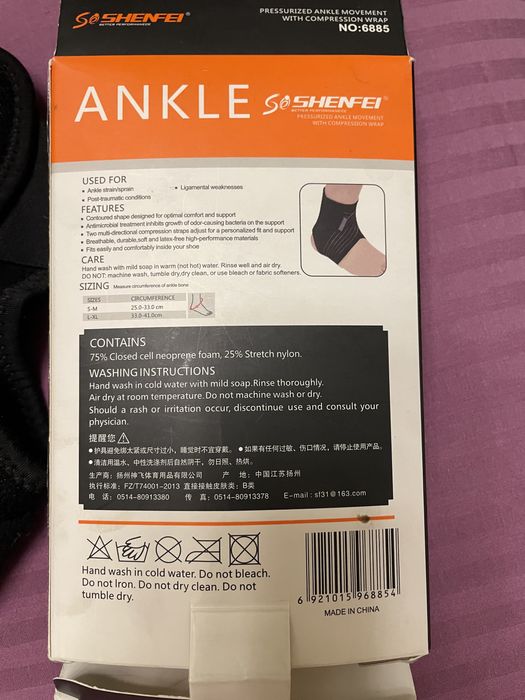 SHENFEI
BETTER PERFORMANCE
PRESSURIZED ANKLE MOVEMENT
WITH COMPRESSION WRAP
NO:6885
ANKLE SHENFEI
BETTER PERFORMANCE
PRESSURIZED ANKLE MOVEMENT
WITH COMPRESSION WRAP
USED FOR
• Ankle strain/sprain • Ligamental weaknesses
• Post-traumatic conditions
FEATURES
• Contoured shape designed for optimal comfort and support
• Antimicrobial treatment inhibits growth of odor-causing bacteria on the support
• Two multi-directional compression straps adjust for a personalized fit and support
• Breathable, durable,soft and latex-free high-performance materials
• Fits easily and comfortably inside your shoe
CARE
Hand wash with mild soap in warm (not hot) water. Rinse well and air dry.
DO NOT: machine wash, tumble dry,dry clean, or use bleach or fabric softeners.
SIZING Measure circumference of ankle bone
SIZES CIRCUMFERENCE
S-M 25.0-33.0 cm
L-XL 33.0-41.0cm
CONTAINS
75% Closed cell neoprene foam, 25% Stretch nylon.
WASHING INSTRUCTIONS
Hand wash in cold water with mild soap.Rinse thoroughly.
Air dry at room temperature.Do not machine wash or dry.
Should a rash or irritation occur, discontinue use and consult your
physician.
提醒您
●护具避免绑太紧或尺寸过小，睡觉时不宜穿戴。 ●如果有任何过敏、伤口情况，请停止使用产品。
●清洁用温水、中性洗涤剂后自然阴干，勿日照、热烘。
生产商：扬州神飞体育用品有限公司 产 地：中国江苏扬州
执行标准：FZ/T74001-2013 直接接触皮肤类：B类
电 话：0514-80913380 传 真：0514-80913378 E-mail：sf31@163.com
Hand wash in cold water. Do not bleach.
Do not Iron. Do not dry clean. Do not
tumble dry.
6 921015 968854
MADE IN CHINA